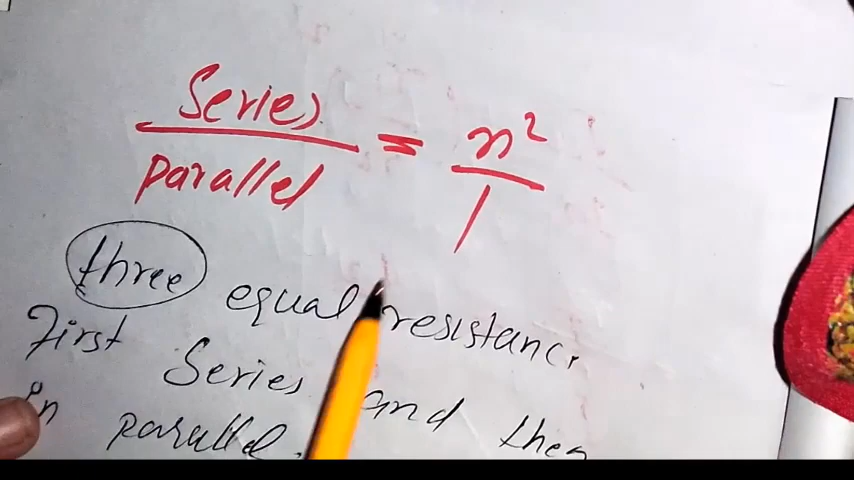 Series = n²
parallel 1
three equal resistance
First Series and then
in parallel.